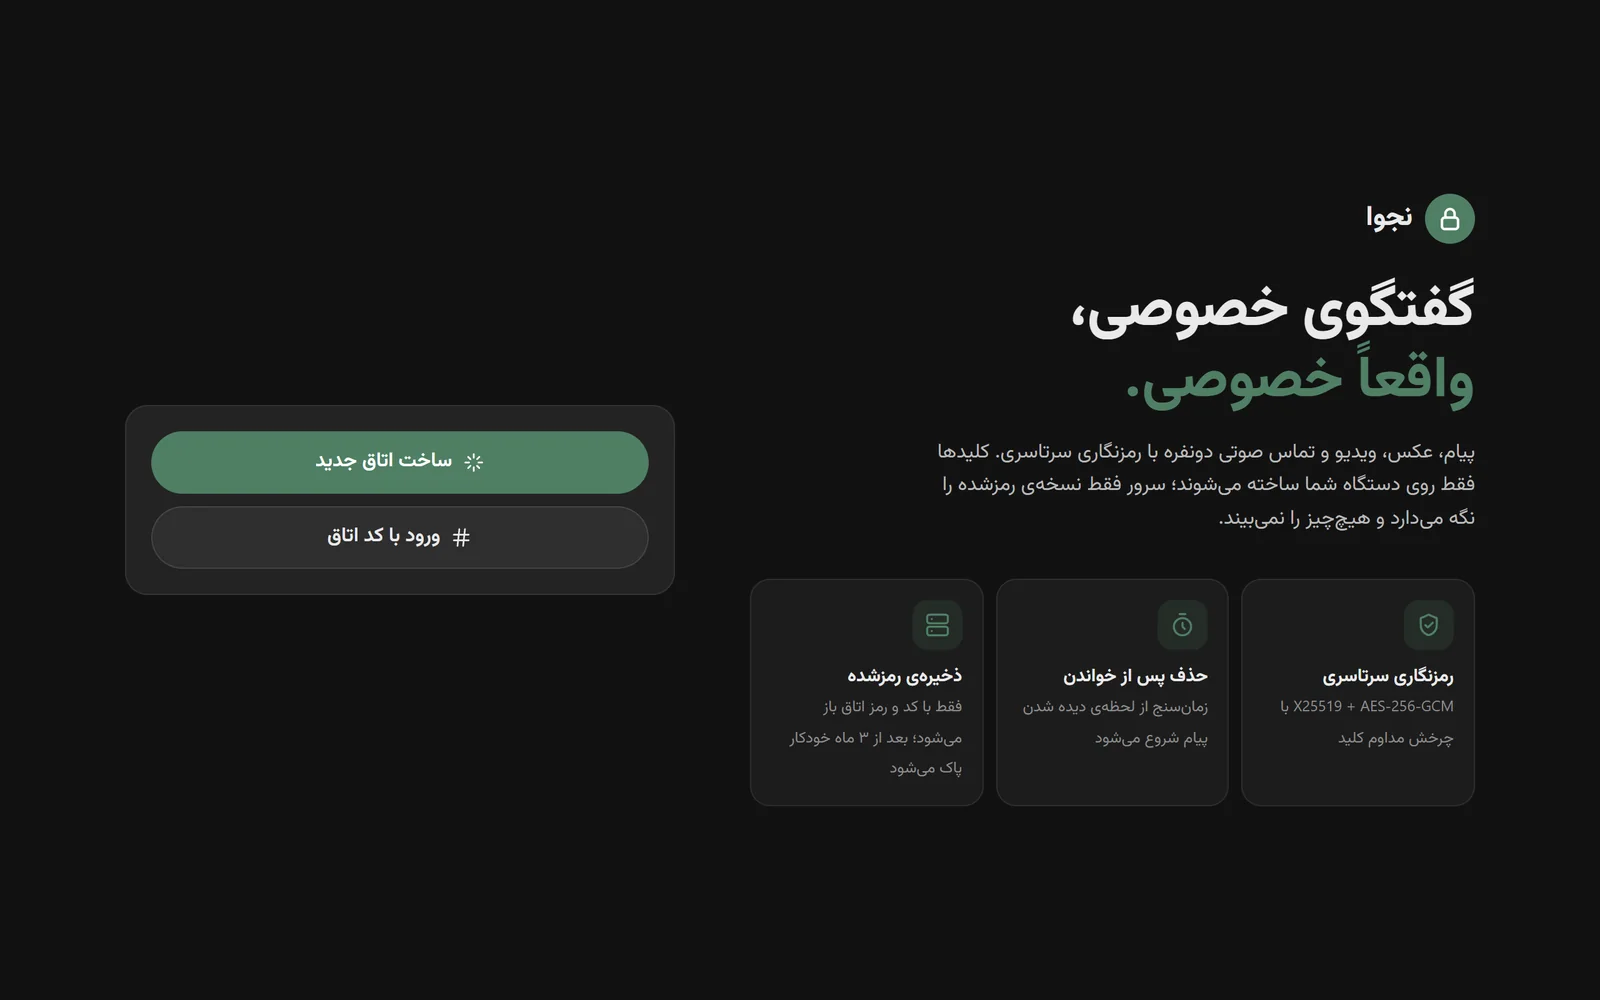 نجوا
گفتگوی خصوصی،
واقعاً خصوصی.
پیام، عکس، ویدیو و تماس صوتی دونفره با رمزنگاری سرتاسری. کلیدها
فقط روی دستگاه شما ساخته می‌شوند؛ سرور فقط نسخه‌ی رمزشده را
نگه می‌دارد و هیچ‌چیز را نمی‌بیند.
رمزنگاری سرتاسری
X25519 + AES-256-GCM با
چرخش مداوم کلید
حذف پس از خواندن
زمان‌سنج از لحظه‌ی دیده شدن
پیام شروع می‌شود
ذخیره‌ی رمزشده
فقط با کد و رمز اتاق باز
می‌شود؛ بعد از ۳ ماه خودکار
پاک می‌شود
ساخت اتاق جدید
# ورود با کد اتاق